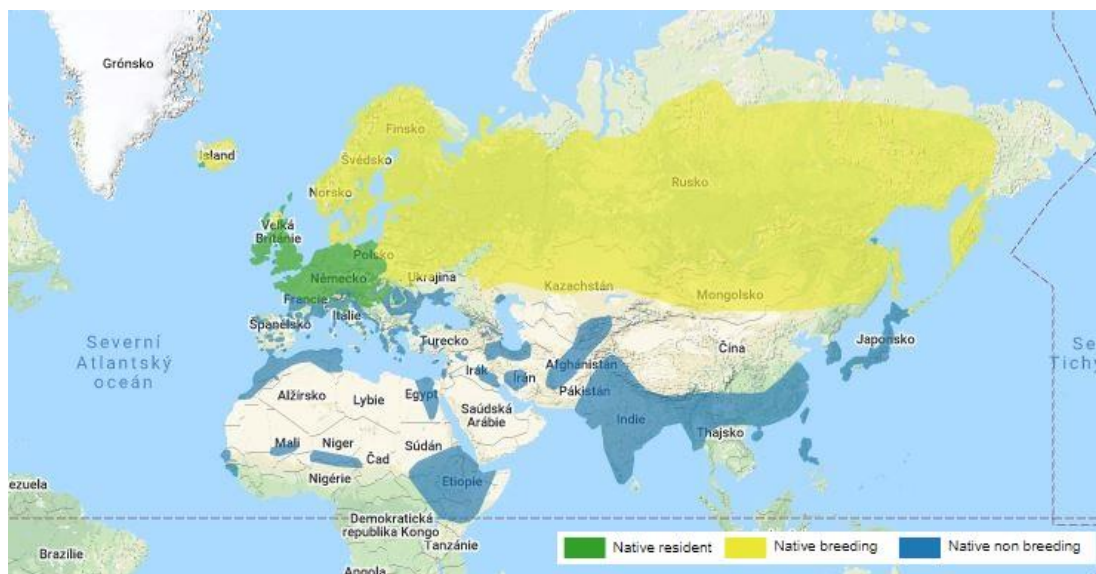 Grónsko
Island
Finsko
Švédsko
Norsko
Rusko
Velká
Británie
Polsko
Německo
Ukrajina
Francie
Kazachstán
Mongolsko
Itálie
Španělsko
Turecko
Čína
Japonsko
Severní
Atlantský
oceán
Se
Tichý
Afghánistán
Irák
Írán
Pákistán
Alžírsko
Lybie
Egypt
Saúdská
Arábie
Indie
Thajsko
Mali
Niger
Čad
Súdán
Nigérie
Etiopie
ezuela
Demokratická
republika Kongo
Tanzánie
Brazílie
Angola
Native resident
Native breeding
Native non breeding